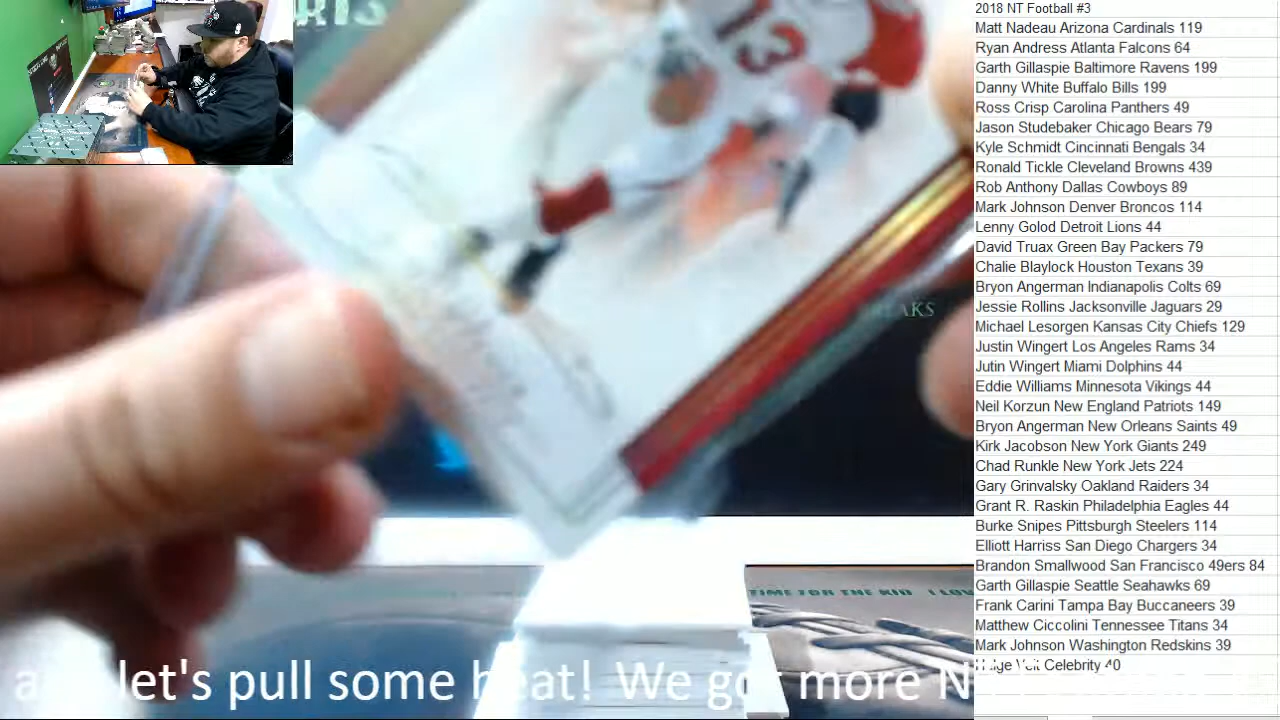 2018 NT Football #3
Matt Nadeau Arizona Cardinals 119
Ryan Andress Atlanta Falcons 64
Garth Gillaspie Baltimore Ravens 199
Danny White Buffalo Bills 199
Ross Crisp Carolina Panthers 49
Jason Studebaker Chicago Bears 79
Kyle Schmidt Cincinnati Bengals 34
Ronald Tickle Cleveland Browns 439
Rob Anthony Dallas Cowboys 89
Mark Johnson Denver Broncos 114
Lenny Golod Detroit Lions 44
David Truax Green Bay Packers 79
Chalie Blaylock Houston Texans 39
Bryon Angerman Indianapolis Colts 69
Jessie Rollins Jacksonville Jaguars 29
Michael Lesorgen Kansas City Chiefs 129
Justin Wingert Los Angeles Rams 34
Jutin Wingert Miami Dolphins 44
Eddie Williams Minnesota Vikings 44
Neil Korzun New England Patriots 149
Bryon Angerman New Orleans Saints 49
Kirk Jacobson New York Giants 249
Chad Runkle New York Jets 224
Gary Grinvalsky Oakland Raiders 34
Grant R. Raskin Philadelphia Eagles 44
Burke Snipes Pittsburgh Steelers 114
Elliott Harriss San Diego Chargers 34
Brandon Smallwood San Francisco 49ers 84
Garth Gillaspie Seattle Seahawks 69
Frank Carini Tampa Bay Buccaneers 39
Matthew Ciccolini Tennessee Titans 34
Mark Johnson Washington Redskins 39
Celebrity 40
13
TIME FOR THE KID I LOV
let's pull some heat! We got more